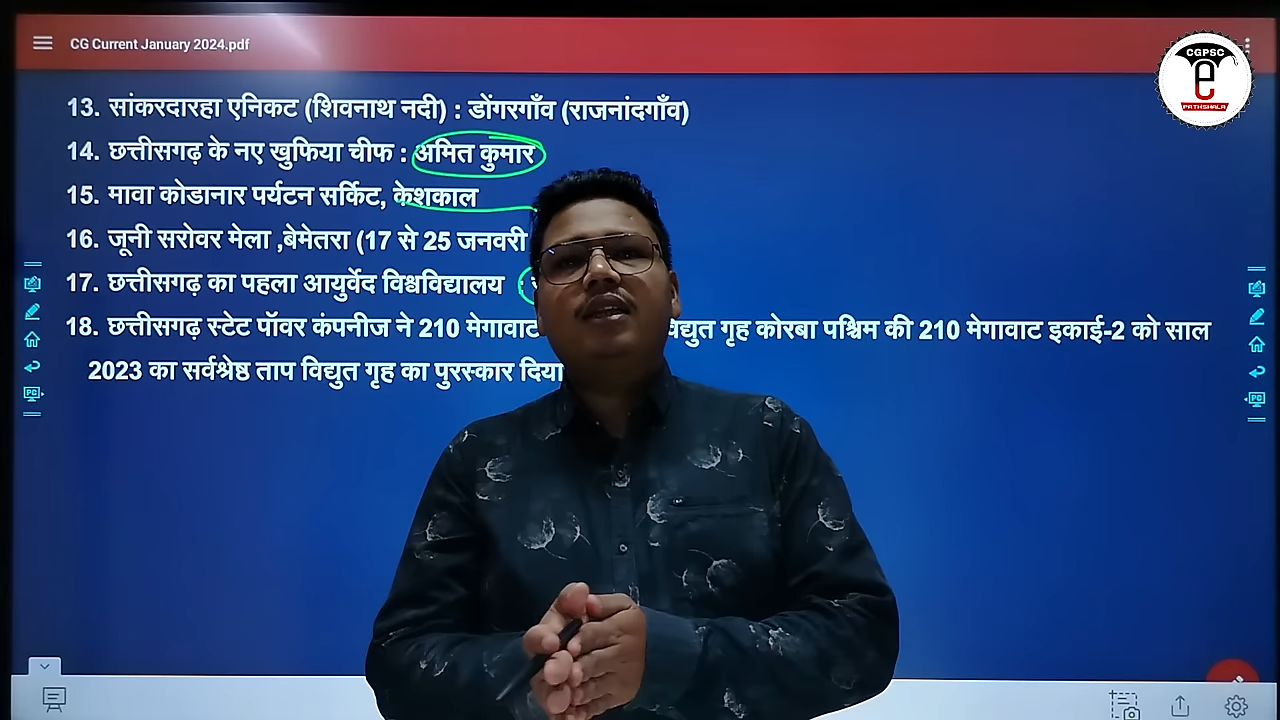 CG Current January 2024.pdf
CGPSC
e
PATHSHALA
13. सांकरदारहा एनिकट (शिवनाथ नदी) : डोंगरगाँव (राजनांदगाँव)
14. छत्तीसगढ़ के नए खुफिया चीफ : अमित कुमार
15. मावा कोडानार पर्यटन सर्किट, केशकाल
16. जूनी सरोवर मेला ,बेमेतरा (17 से 25 जनवरी
17. छत्तीसगढ़ का पहला आयुर्वेद विश्वविद्यालय :
18. छत्तीसगढ़ स्टेट पॉवर कंपनीज ने 210 मेगावाट गृह कोरबा पश्चिम की 210 मेगावाट इकाई-2 को साल
2023 का सर्वश्रेष्ठ ताप विद्युत गृह का पुरस्कार दिया
PC
PC